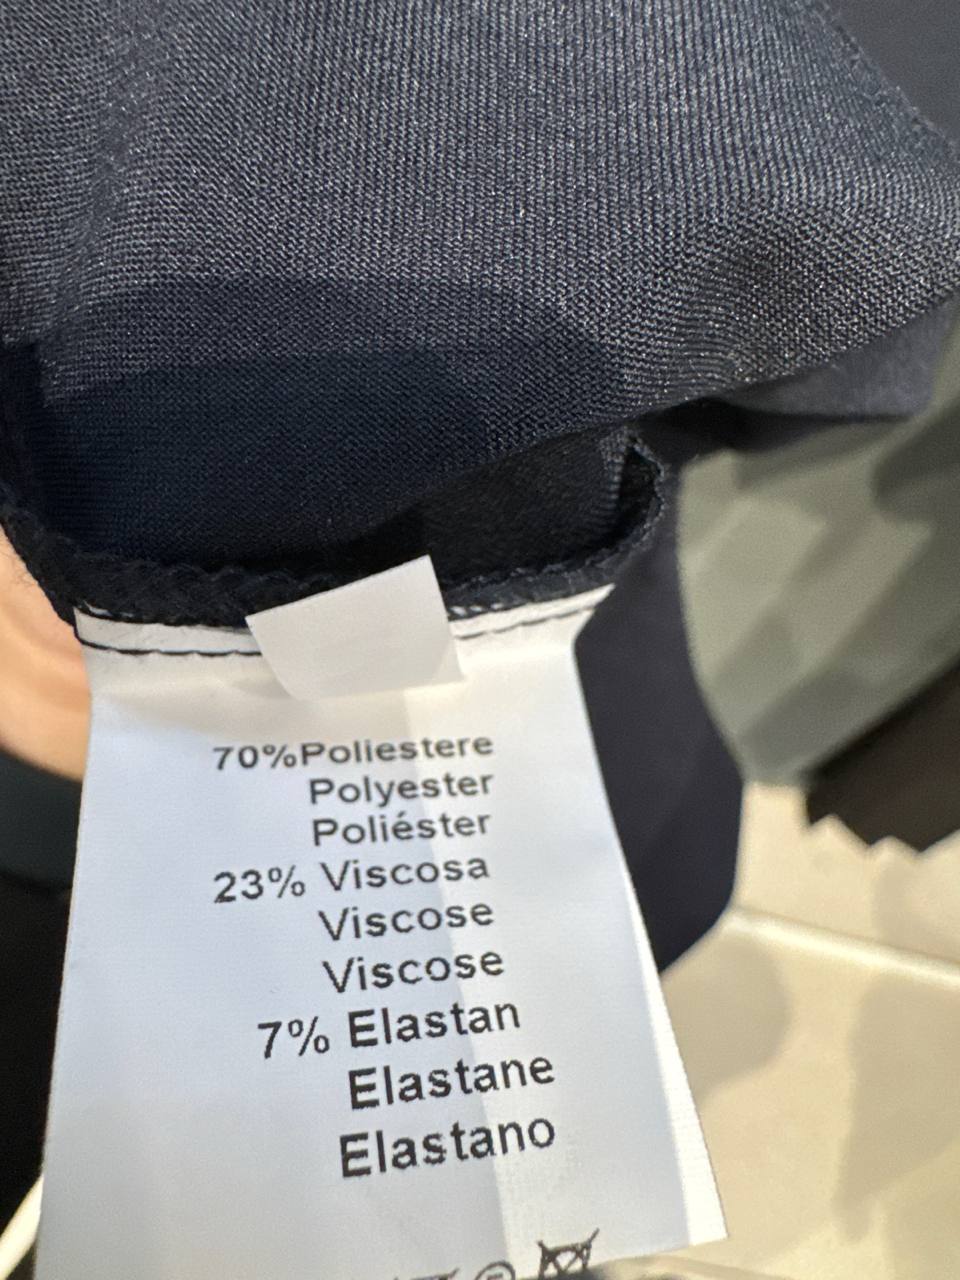 70%Poliestere
Polyester
Poliéster
23% Viscosa
Viscose
Viscose
7% Elastan
Elastane
Elastano